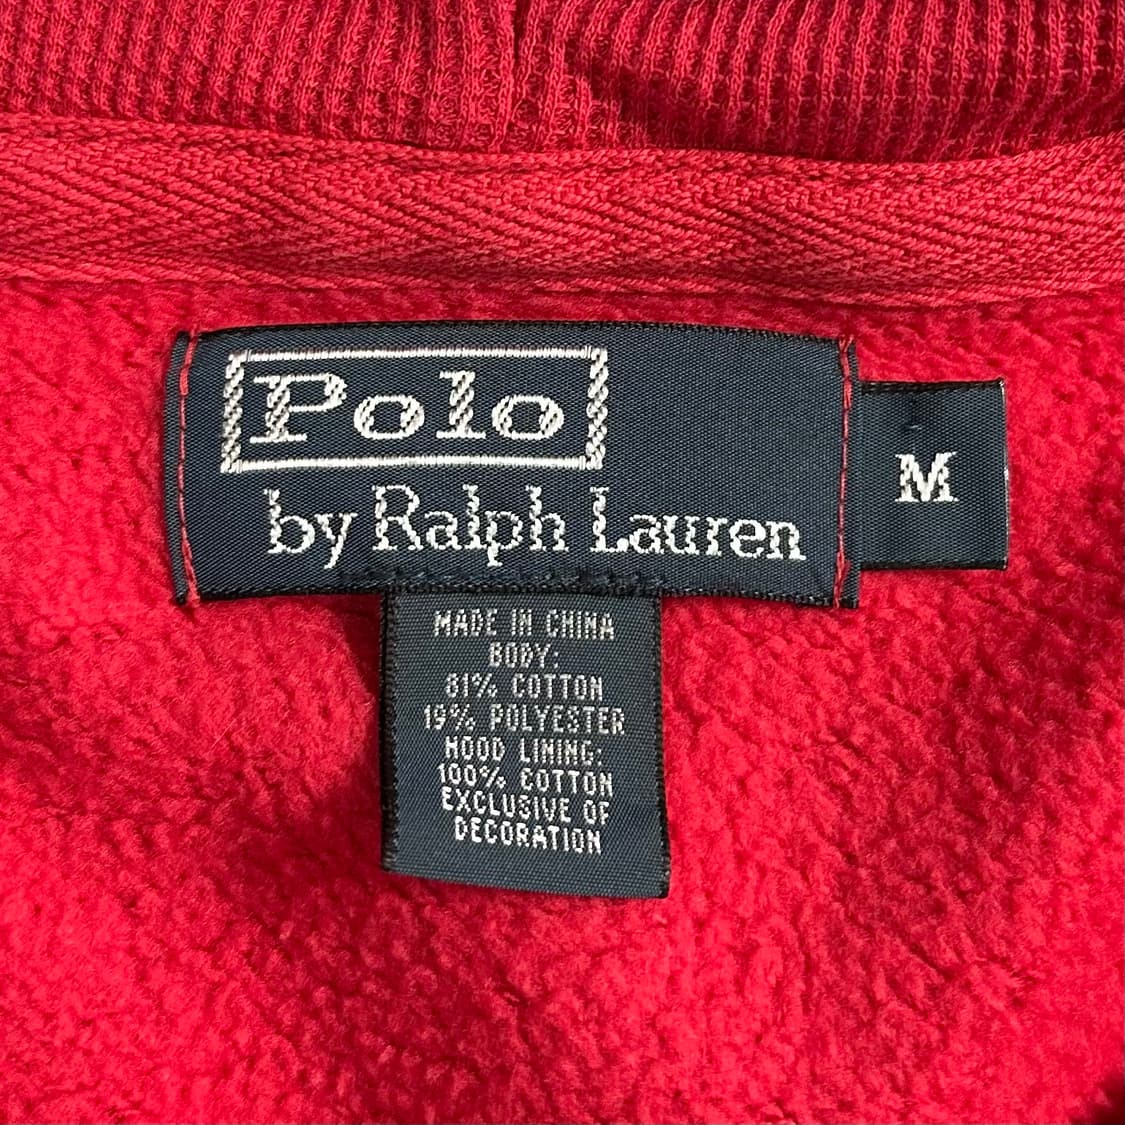 Polo
by Ralph Lauren
M
MADE IN CHINA
BODY:
81% COTTON
19% POLYESTER
HOOD LINING:
100% COTTON
EXCLUSIVE OF
DECORATION